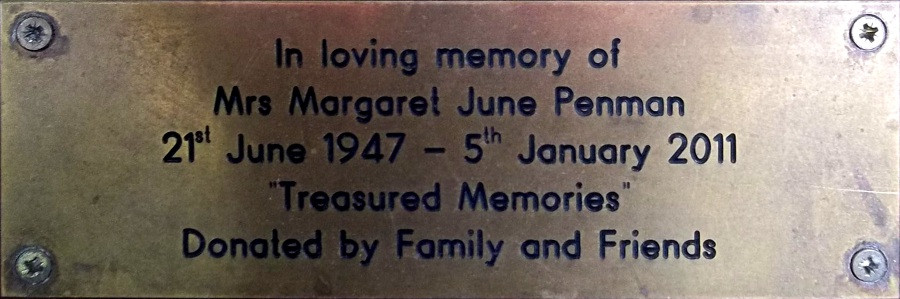 In loving memory of
Mrs Margaret June Penman
21st June 1947 – 5th January 2011
"Treasured Memories"
Donated by Family and Friends